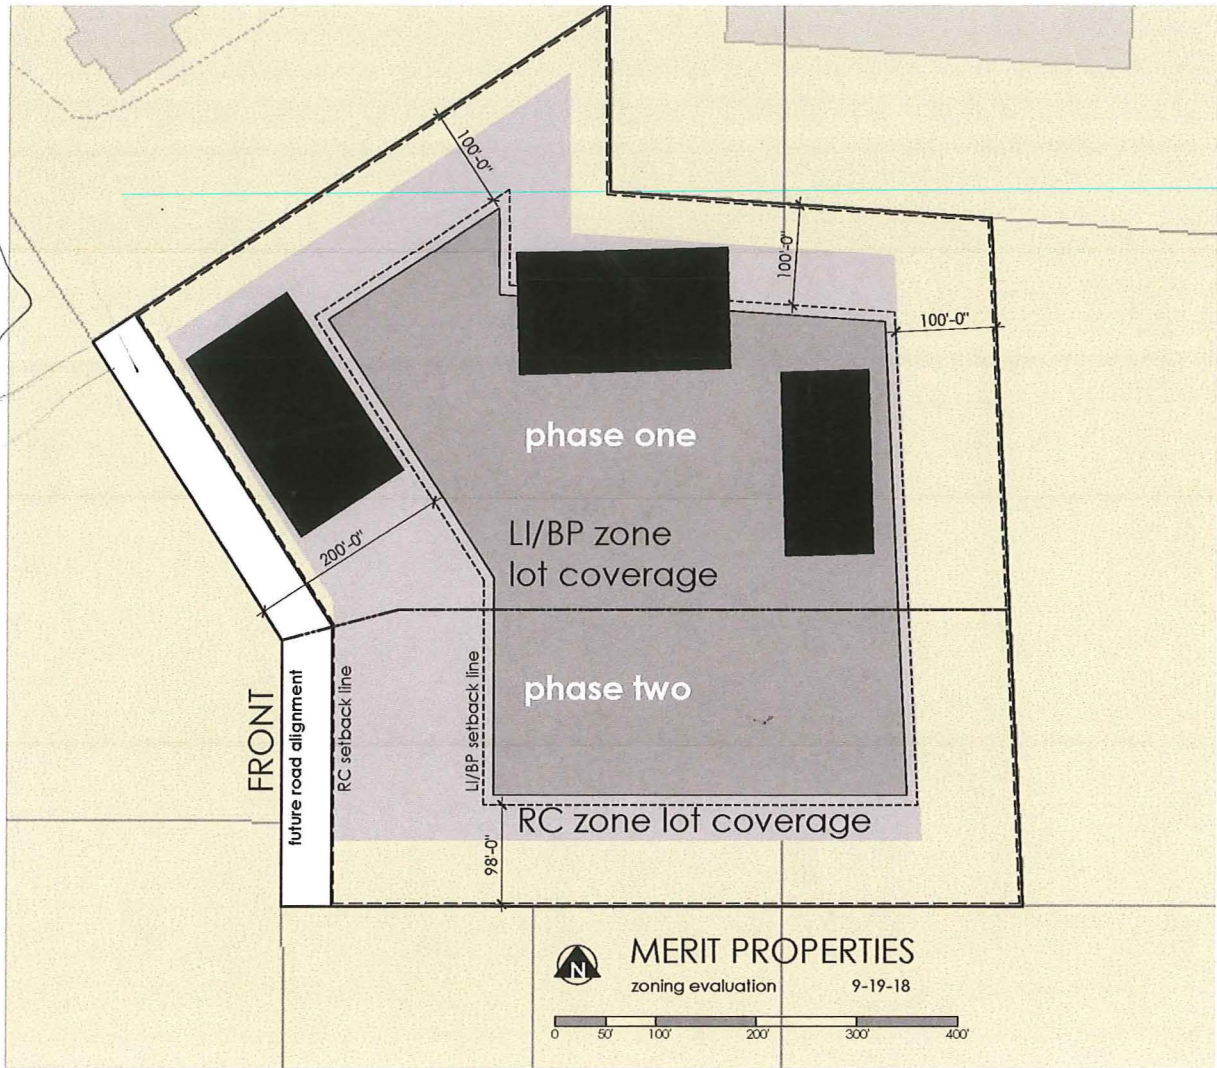 100'-0"
100'-0"
100'-0"
phase one
LI/BP zone
lot coverage
200'-0"
FRONT
future road alignment
RC setback line
LI/BP setback line
phase two
RC zone lot coverage
98'-0"
N
MERIT PROPERTIES
zoning evaluation 9-19-18
0 50' 100' 200' 300' 400'